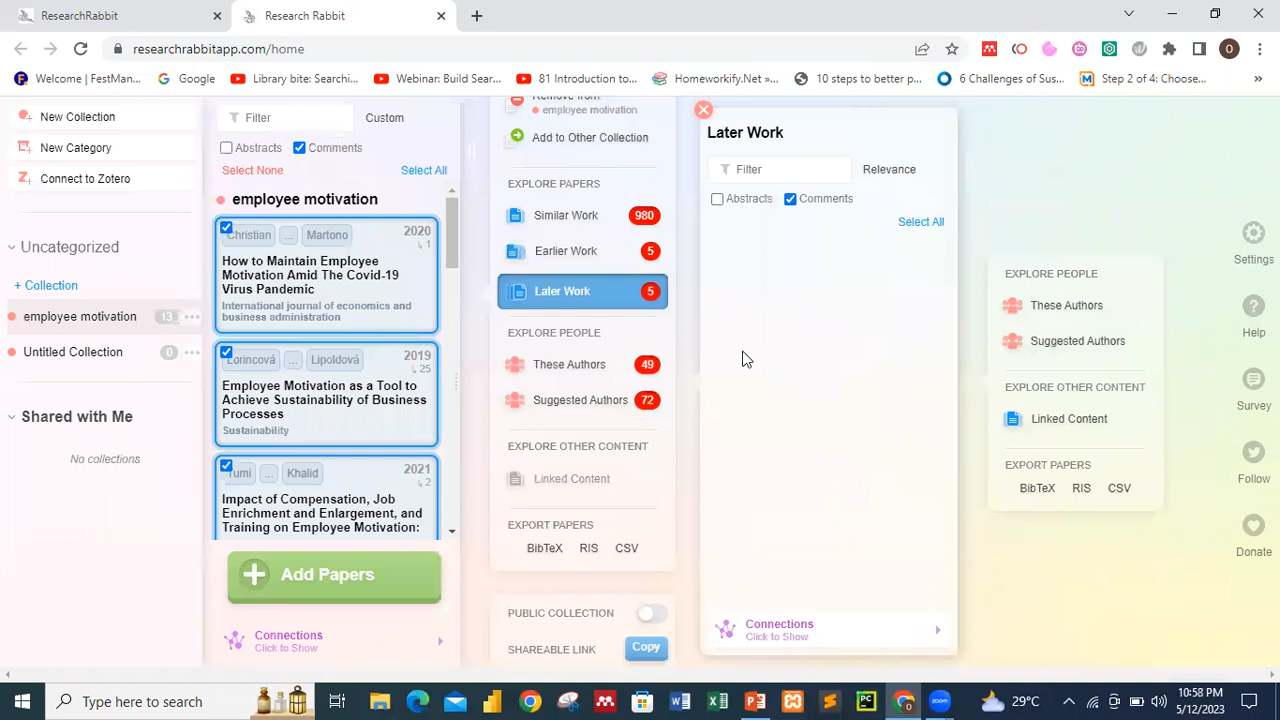 ResearchRabbit
Research Rabbit
researchrabbitapp.com/home
O
Welcome | FestMan...
Google
Library bite: Searchi...
Webinar: Build Sear...
81 Introduction to...
Homeworkify.Net »...
10 steps to better p...
6 Challenges of Sus...
Step 2 of 4: Choose...
»
New Collection
New Category
Connect to Zotero
Uncategorized
+ Collection
employee motivation 13
Untitled Collection 0
Shared with Me
No collections
Filter
Custom
Abstracts
Comments
Select None
Select All
employee motivation
Christian ... Martono 2020
1
How to Maintain Employee
Motivation Amid The Covid-19
Virus Pandemic
International journal of economics and
business administration
Lorincová ... Lipoldová 2019
25
Employee Motivation as a Tool to
Achieve Sustainability of Business
Processes
Sustainability
Tumi ... Khalid 2021
2
Impact of Compensation, Job
Enrichment and Enlargement, and
Training on Employee Motivation:
Add Papers
Connections
Click to Show
Remove from
employee motivation
Add to Other Collection
EXPLORE PAPERS
Similar Work 980
Earlier Work 5
Later Work 5
EXPLORE PEOPLE
These Authors 49
Suggested Authors 72
EXPLORE OTHER CONTENT
Linked Content
EXPORT PAPERS
BibTeX RIS CSV
PUBLIC COLLECTION
SHAREABLE LINK Copy
Later Work
Filter
Relevance
Abstracts
Comments
Select All
Connections
Click to Show
EXPLORE PEOPLE
These Authors
Suggested Authors
EXPLORE OTHER CONTENT
Linked Content
EXPORT PAPERS
BibTeX RIS CSV
Settings
Help
Survey
Follow
Donate
Type here to search
29°C
10:58 PM
5/12/2023